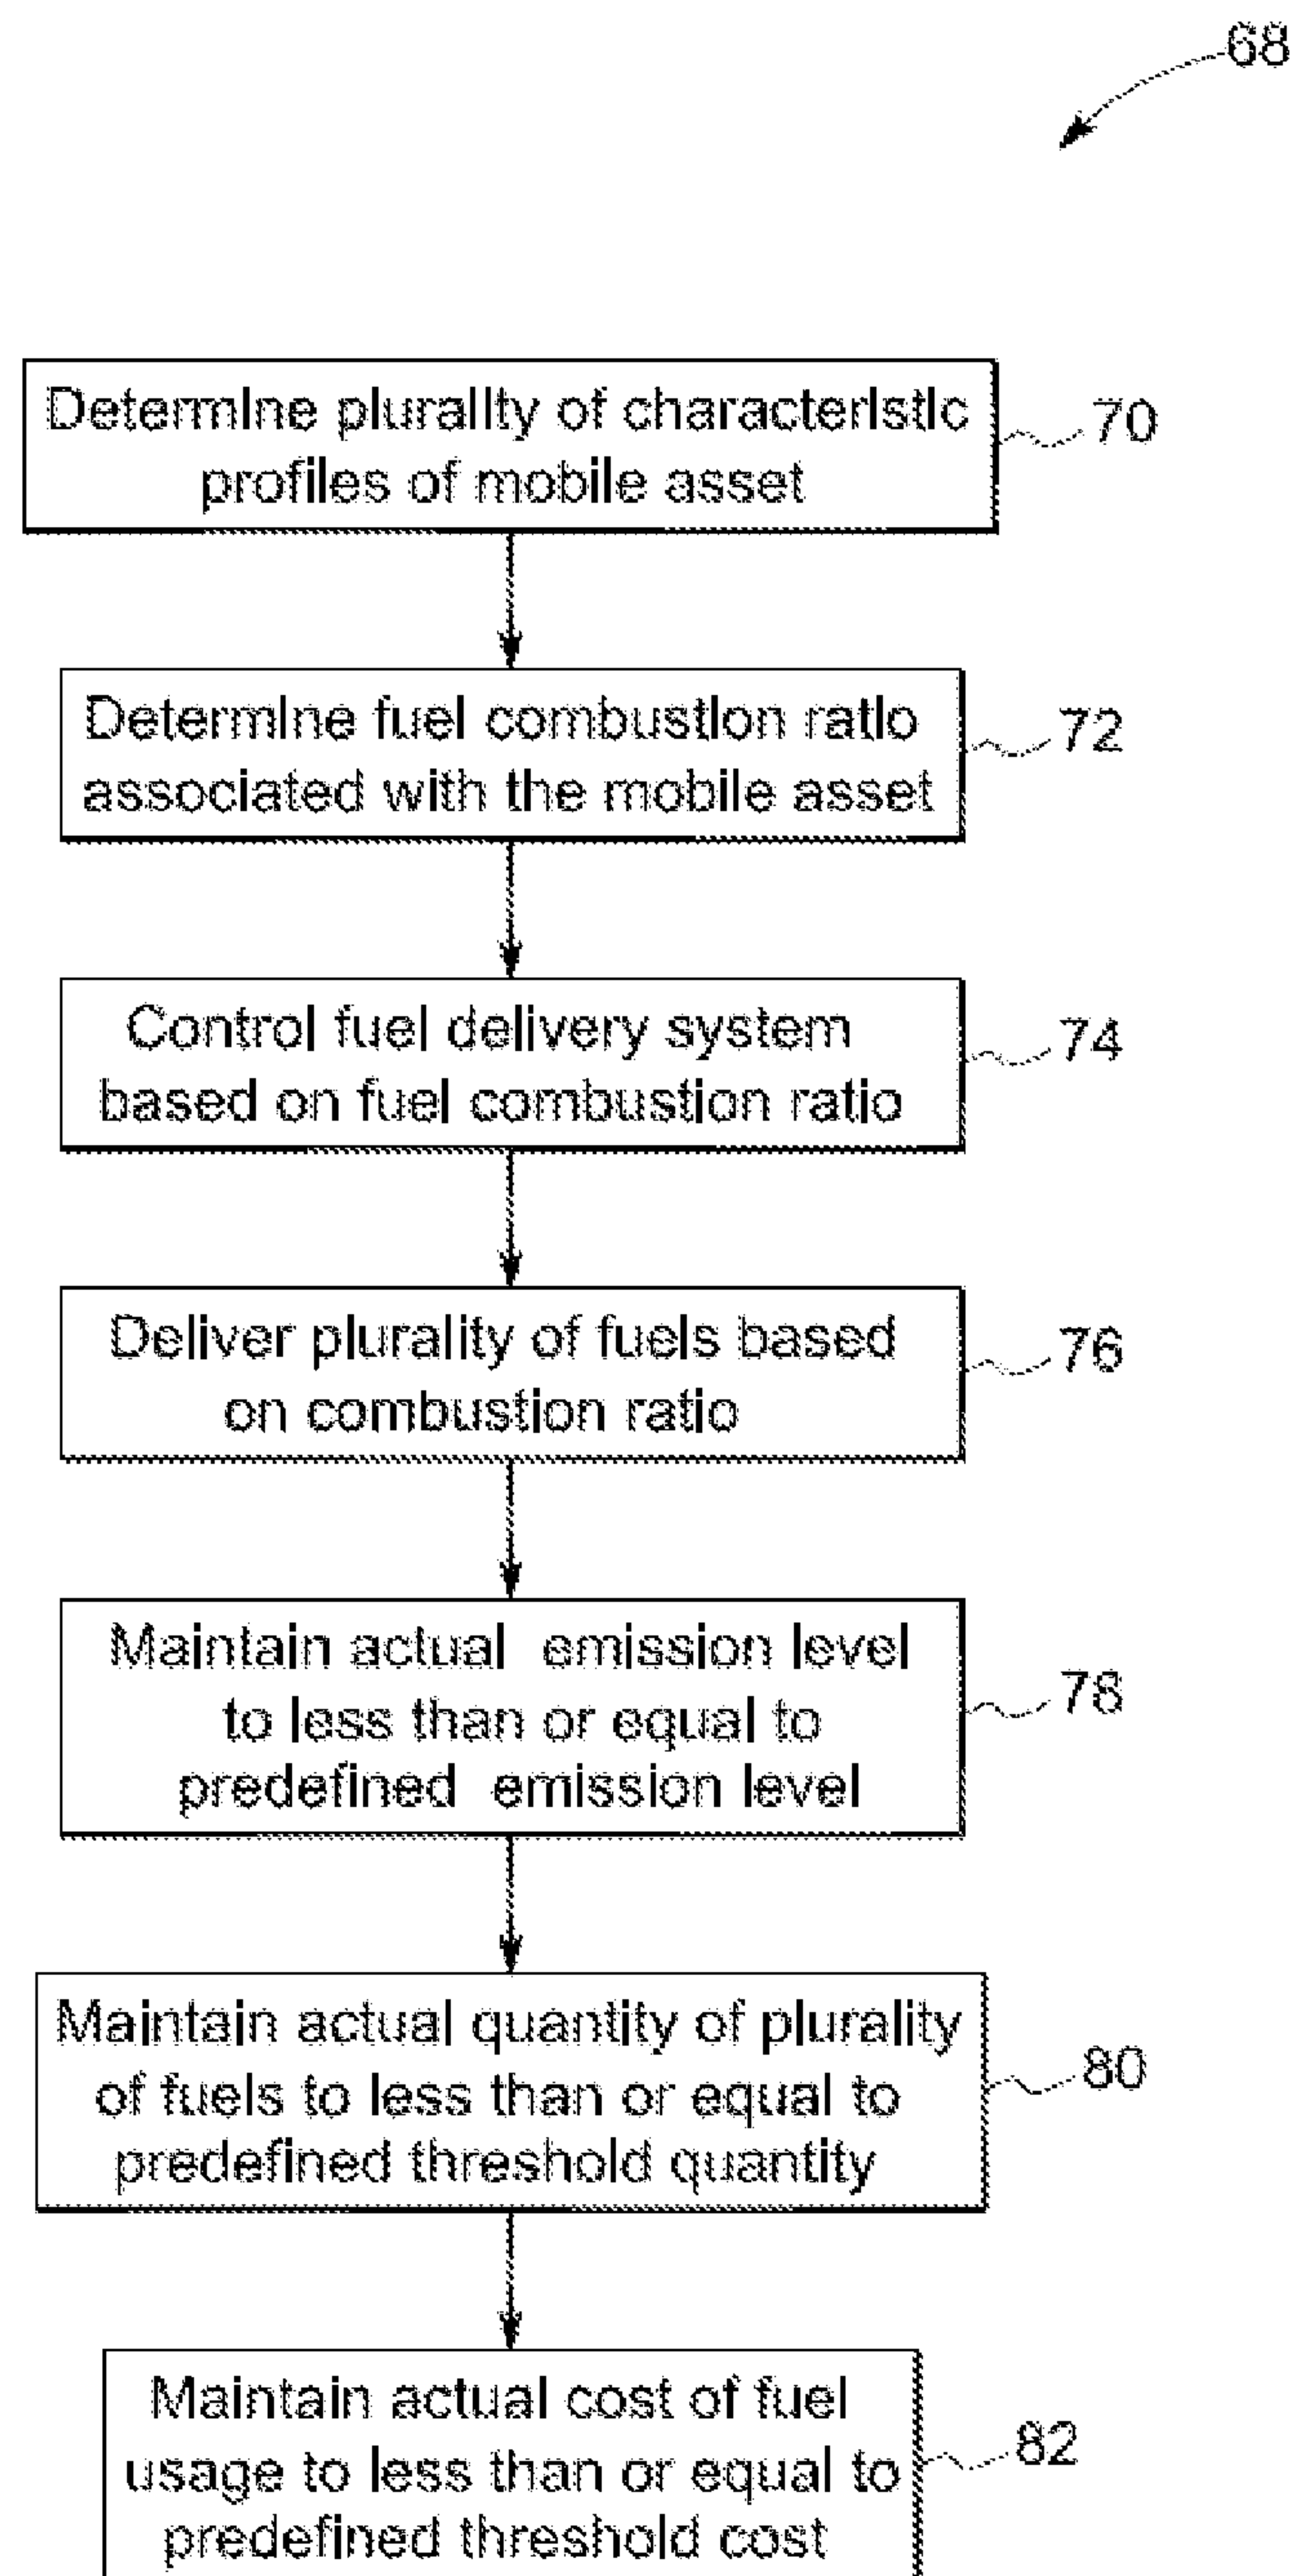 68
Determine plurality of characteristic
profiles of mobile asset
70
Determine fuel combustion ratio
associated with the mobile asset
72
Control fuel delivery system
based on fuel combustion ratio
74
Deliver plurality of fuels based
on combustion ratio
76
Maintain actual emission level
to less than or equal to
predefined emission level
78
Maintain actual quantity of plurality
of fuels to less than or equal to
predefined threshold quantity
80
Maintain actual cost of fuel
usage to less than or equal to
predefined threshold cost
82